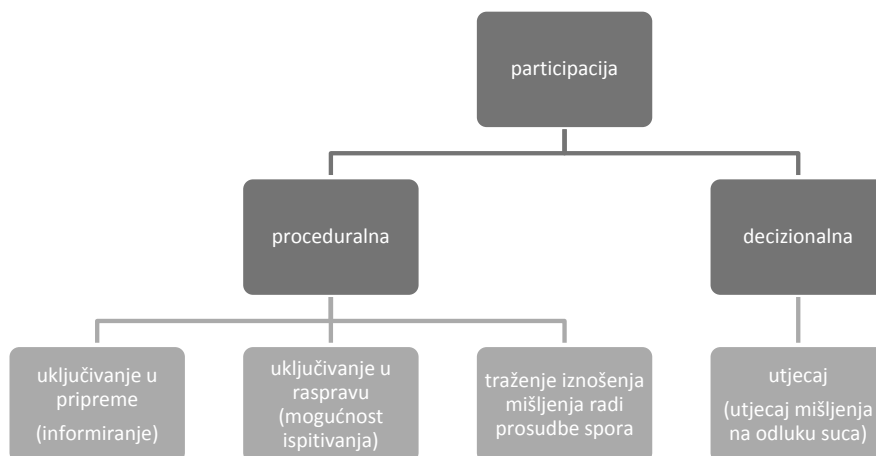 participacija
proceduralna
decizionalna
uključivanje u
pripreme
(informiranje)
uključivanje u
raspravu
(mogućnost
ispitivanja)
traženje iznošenja
mišljenja radi
prosudbe spora
utjecaj
(utjecaj mišljenja
na odluku suca)